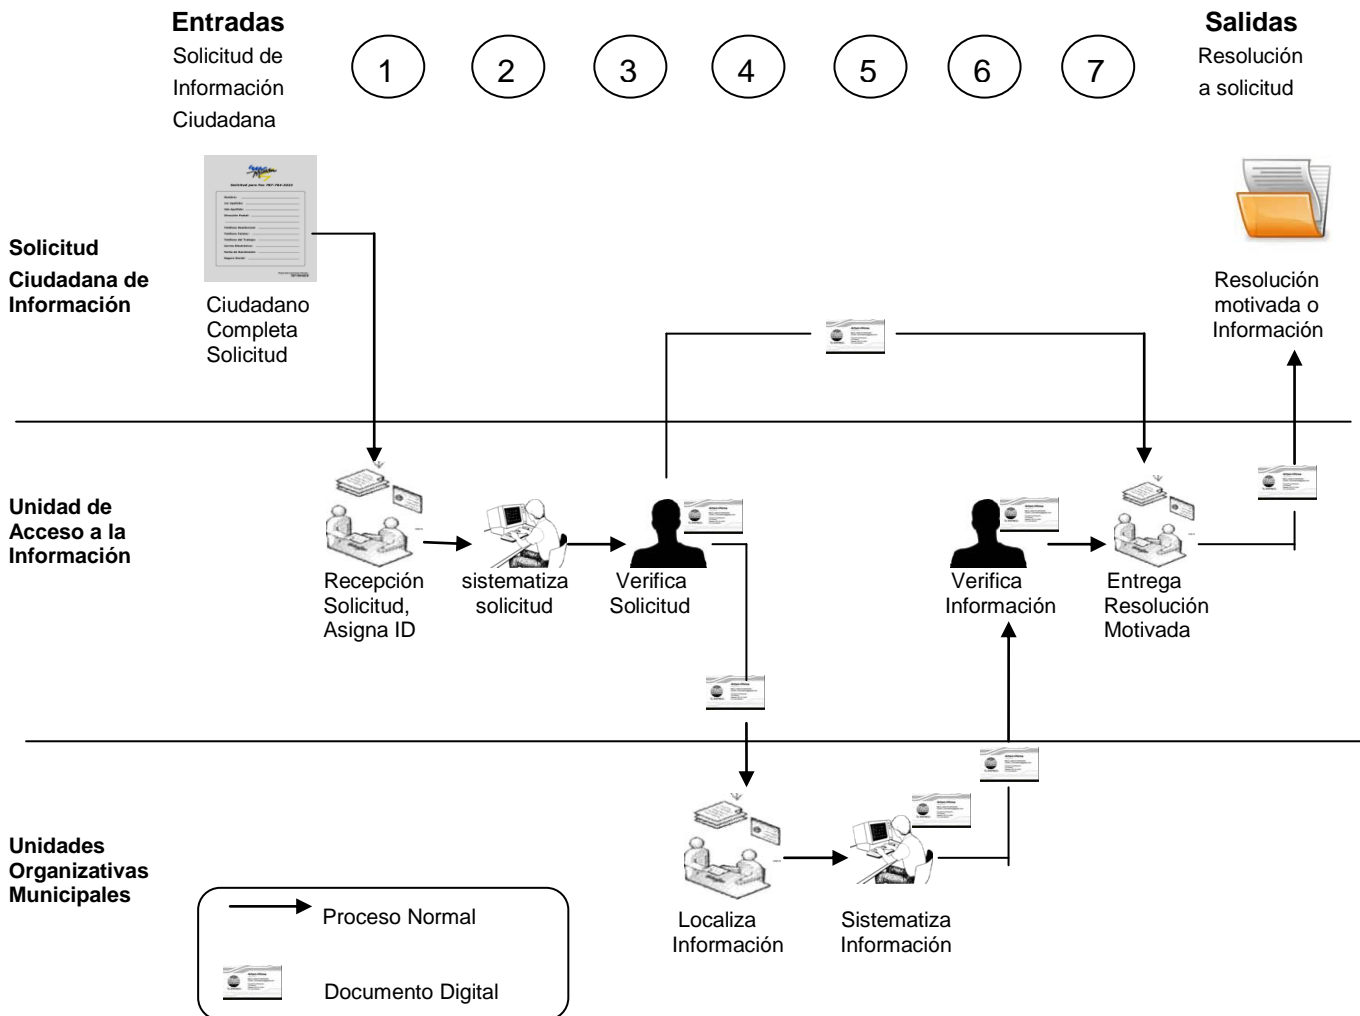 Entradas
Solicitud de
Información
Ciudadana
1
2
3
4
5
6
7
Salidas
Resolución
a solicitud
Solicitud
Ciudadana de
Información
Ciudadano
Completa
Solicitud
Resolución
motivada o
Información
Unidad de
Acceso a la
Información
Recepción
Solicitud,
Asigna ID
sistematiza
solicitud
Verifica
Solicitud
Verifica
Información
Entrega
Resolución
Motivada
Unidades
Organizativas
Municipales
Localiza
Información
Sistematiza
Información
Proceso Normal
Documento Digital